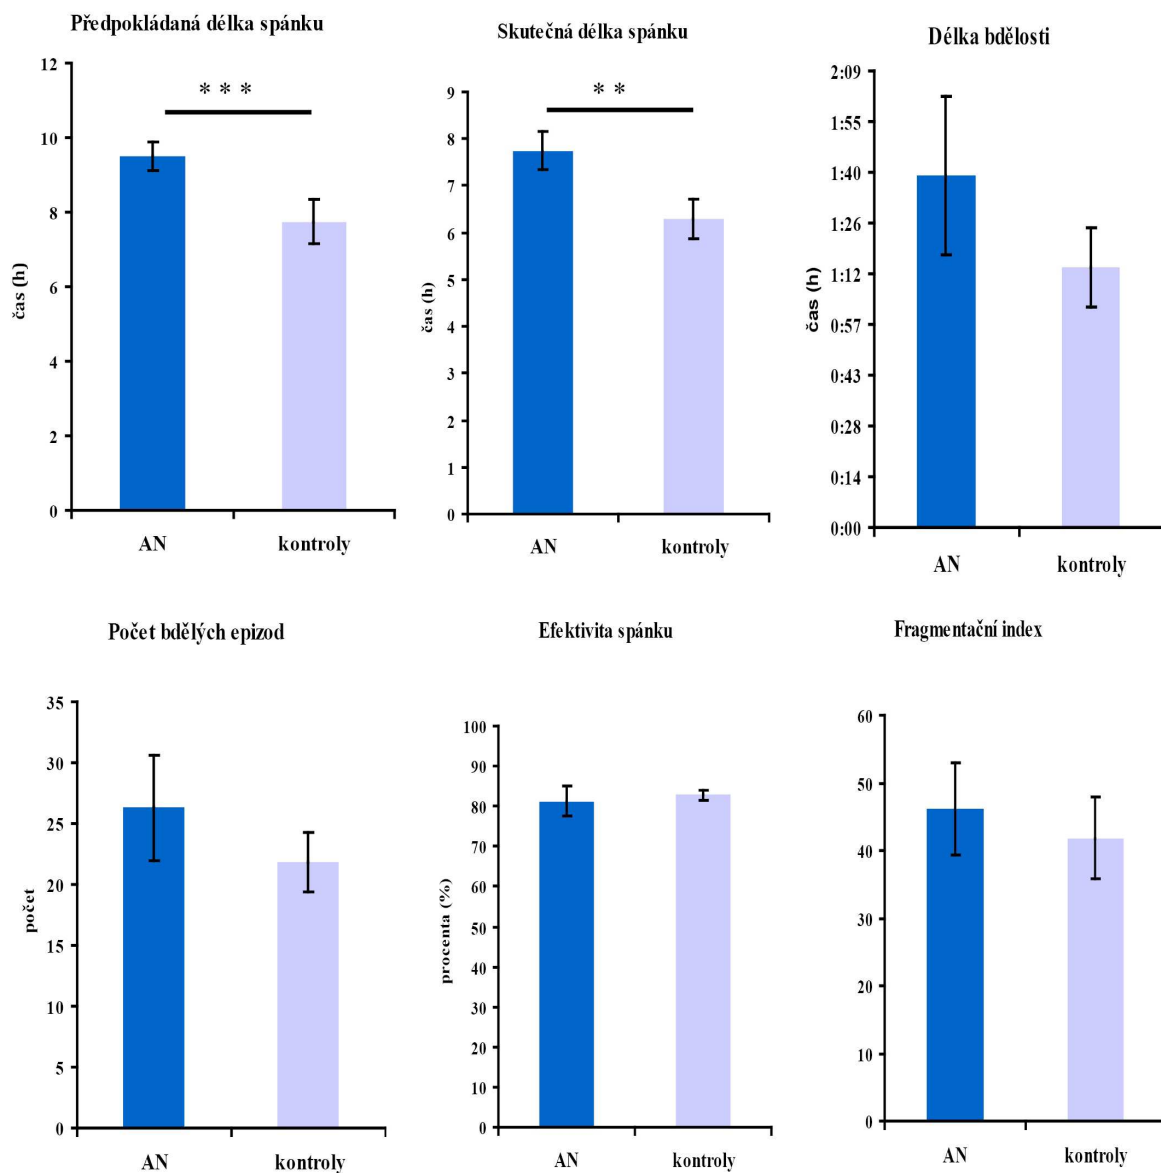 Předpokládaná délka spánku
12
10
8
6
4
2
0
čas (h)
* * *
AN
kontroly
Skutečná délka spánku
9
8
7
6
5
4
3
2
1
0
čas (h)
* *
AN
kontroly
Délka bdělosti
2:09
1:55
1:40
1:26
1:12
0:57
0:43
0:28
0:14
0:00
čas (h)
AN
kontroly
Počet bdělých epizod
35
30
25
20
15
10
5
0
počet
AN
kontroly
Efektivita spánku
100
90
80
70
60
50
40
30
20
10
0
procenta (%)
AN
kontroly
Fragmentační index
60
50
40
30
20
10
0
AN
kontroly